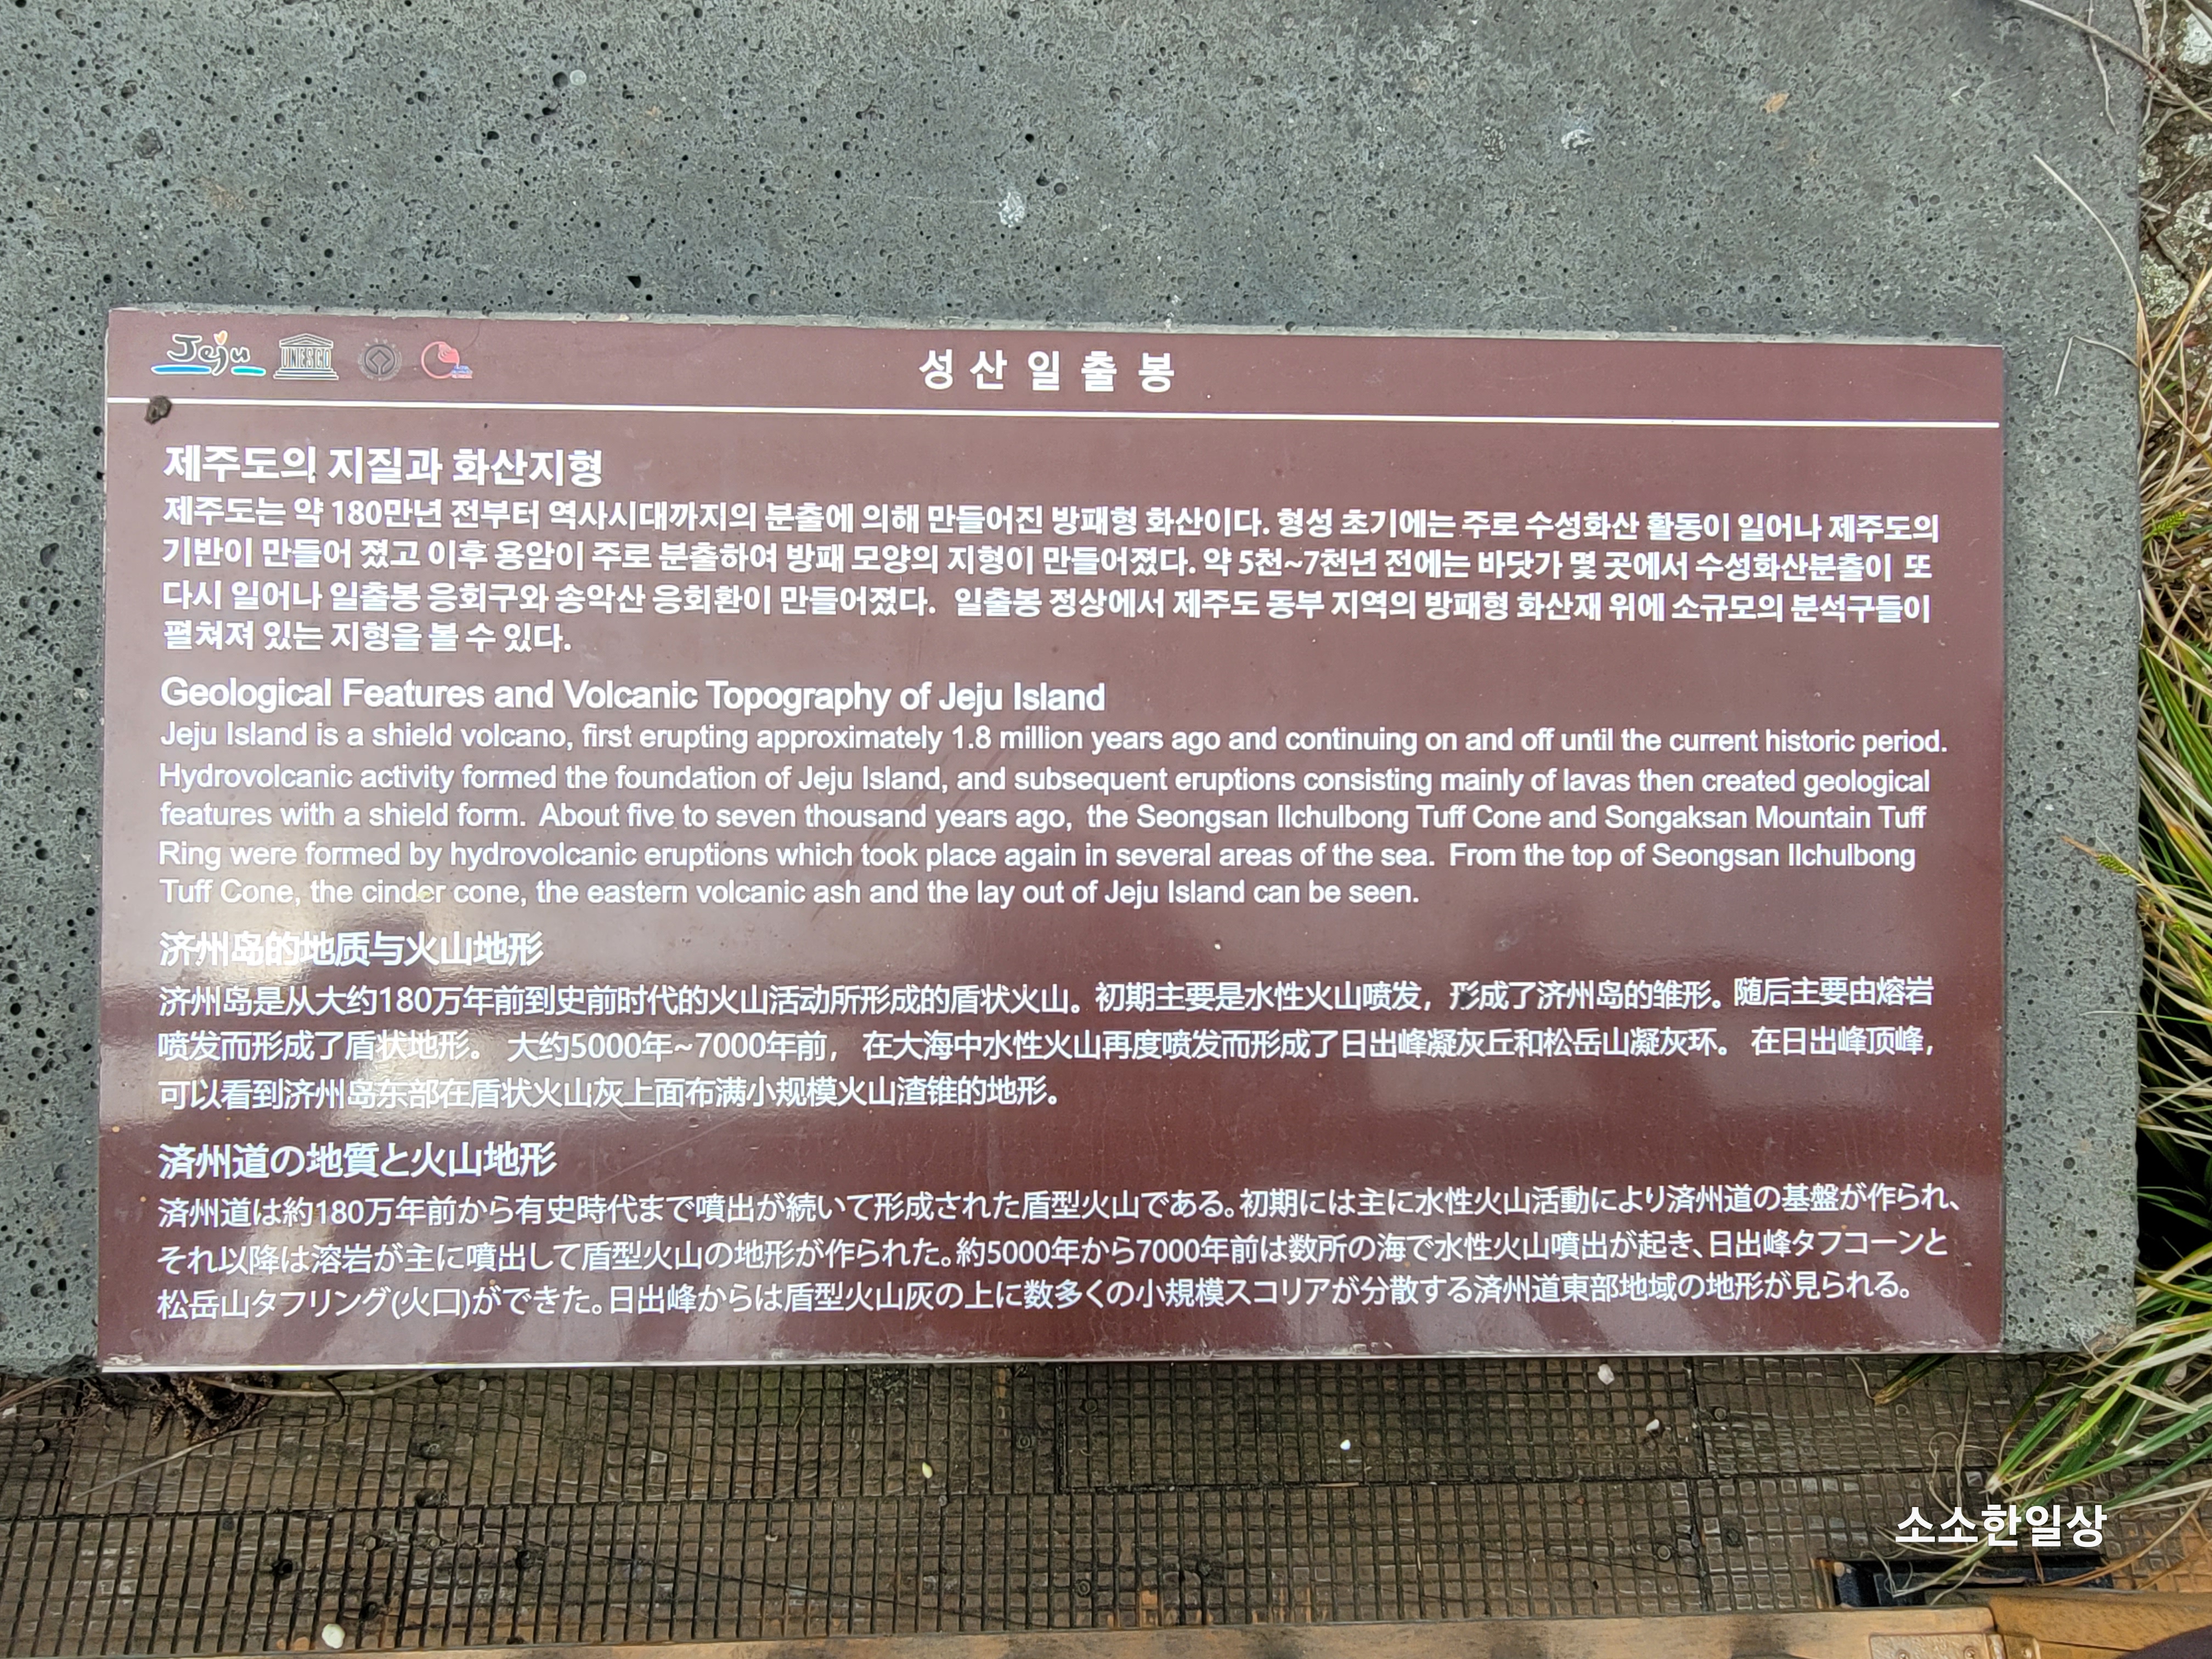 Jeju
UNESCO
성산일출봉
제주도의 지질과 화산지형
제주도는 약 180만년 전부터 역사시대까지의 분출에 의해 만들어진 방패형 화산이다. 형성 초기에는 주로 수성화산 활동이 일어나 제주도의
기반이 만들어 졌고 이후 용암이 주로 분출하여 방패 모양의 지형이 만들어졌다. 약 5천~7천년 전에는 바닷가 몇 곳에서 수성화산분출이 또
다시 일어나 일출봉 응회구와 송악산 응회환이 만들어졌다. 일출봉 정상에서 제주도 동부 지역의 방패형 화산재 위에 소규모의 분석구들이
펼쳐져 있는 지형을 볼 수 있다.
Geological Features and Volcanic Topography of Jeju Island
Jeju Island is a shield volcano, first erupting approximately 1.8 million years ago and continuing on and off until the current historic period.
Hydrovolcanic activity formed the foundation of Jeju Island, and subsequent eruptions consisting mainly of lavas then created geological
features with a shield form. About five to seven thousand years ago, the Seongsan Ilchulbong Tuff Cone and Songaksan Mountain Tuff
Ring were formed by hydrovolcanic eruptions which took place again in several areas of the sea. From the top of Seongsan Ilchulbong
Tuff Cone, the cinder cone, the eastern volcanic ash and the lay out of Jeju Island can be seen.
济州岛的地质与火山地形
济州岛是从大约180万年前到史前时代的火山活动所形成的盾状火山。初期主要是水性火山喷发，形成了济州岛的雏形。随后主要由熔岩
喷发而形成了盾状地形。 大约5000年~7000年前， 在大海中水性火山再度喷发而形成了日出峰凝灰丘和松岳山凝灰环。 在日出峰顶峰，
可以看到济州岛东部在盾状火山灰上面布满小规模火山渣锥的地形。
済州道の地質と火山地形
済州道は約180万年前から有史時代まで噴出が続いて形成された盾型火山である。初期には主に水性火山活動により済州道の基盤が作られ、
それ以降は溶岩が主に噴出して盾型火山の地形が作られた。約5000年から7000年前は数所の海で水性火山噴出が起き、日出峰タフコーンと
松岳山タフリング(火口)ができた。日出峰からは盾型火山灰の上に数多くの小規模スコリアが分散する済州道東部地域の地形が見られる。
소소한일상